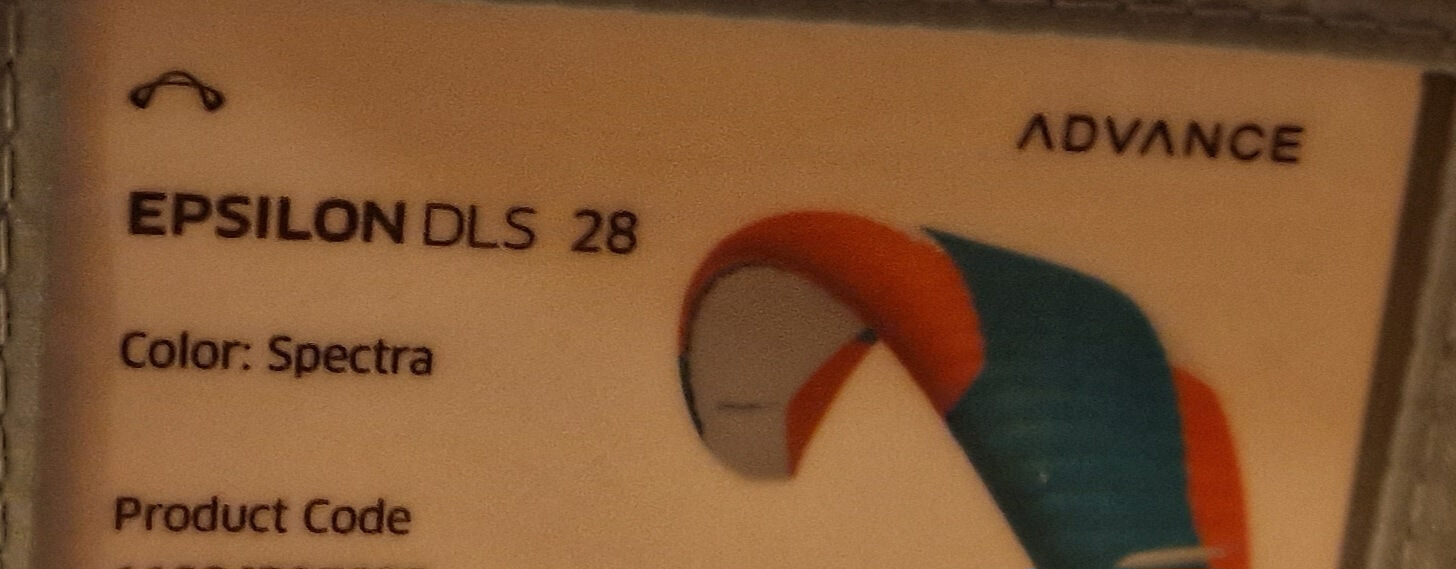 ADVANCE
EPSILON DLS 28
Color: Spectra
Product Code